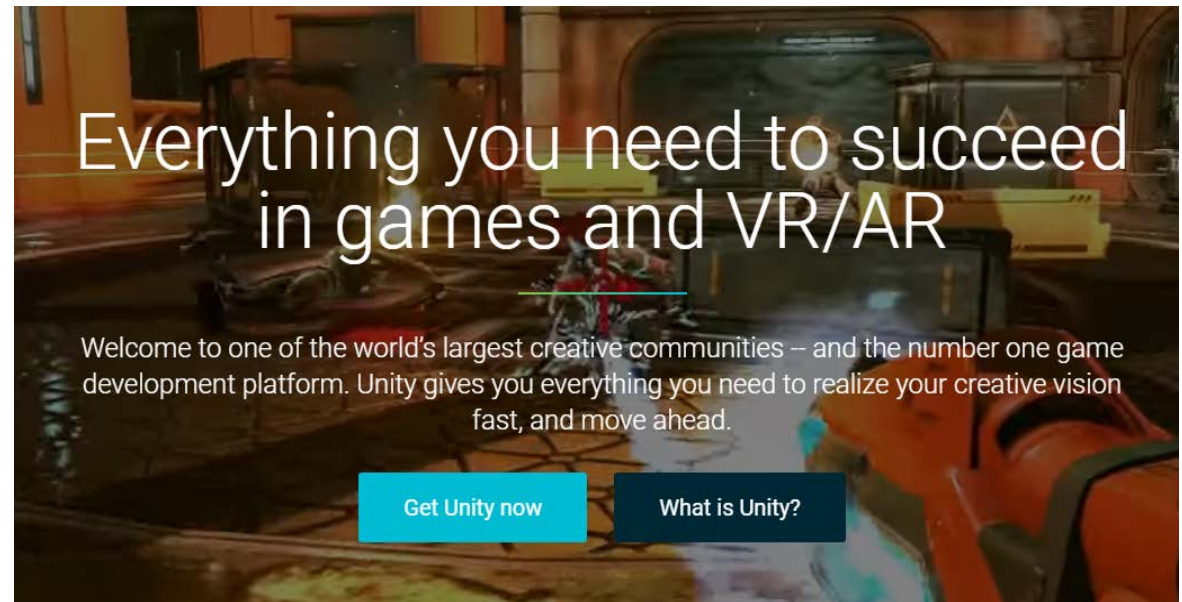 Everything you need to succeed
in games and VR/AR
Welcome to one of the world's largest creative communities -- and the number one game
development platform. Unity gives you everything you need to realize your creative vision
fast, and move ahead.
Get Unity now
What is Unity?